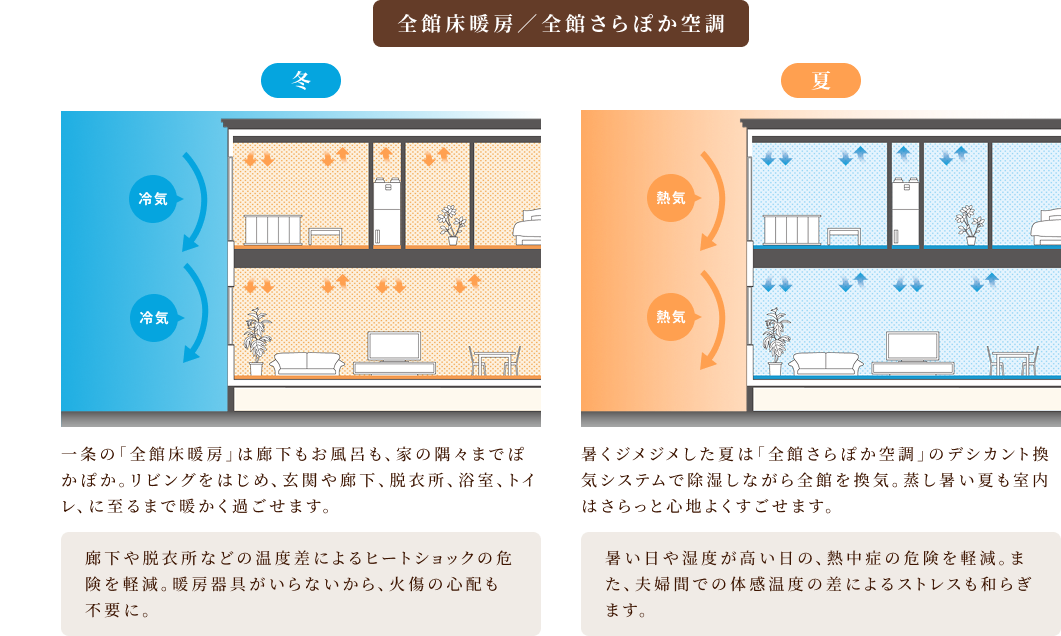 全館床暖房／全館さらぽか空調
冬
冷気
冷気
一条の「全館床暖房」は廊下もお風呂も、家の隅々までぽ
かぽか。リビングをはじめ、玄関や廊下、脱衣所、浴室、トイ
レ、に至るまで暖かく過ごせます。
廊下や脱衣所などの温度差によるヒートショックの危
険を軽減。暖房器具がいらないから、火傷の心配も
不要に。
夏
熱気
熱気
暑くジメジメした夏は「全館さらぽか空調」のデシカント換
気システムで除湿しながら全館を換気。蒸し暑い夏も室内
はさらっと心地よくすごせます。
暑い日や湿度が高い日の、熱中症の危険を軽減。ま
た、夫婦間での体感温度の差によるストレスも和らぎ
ます。